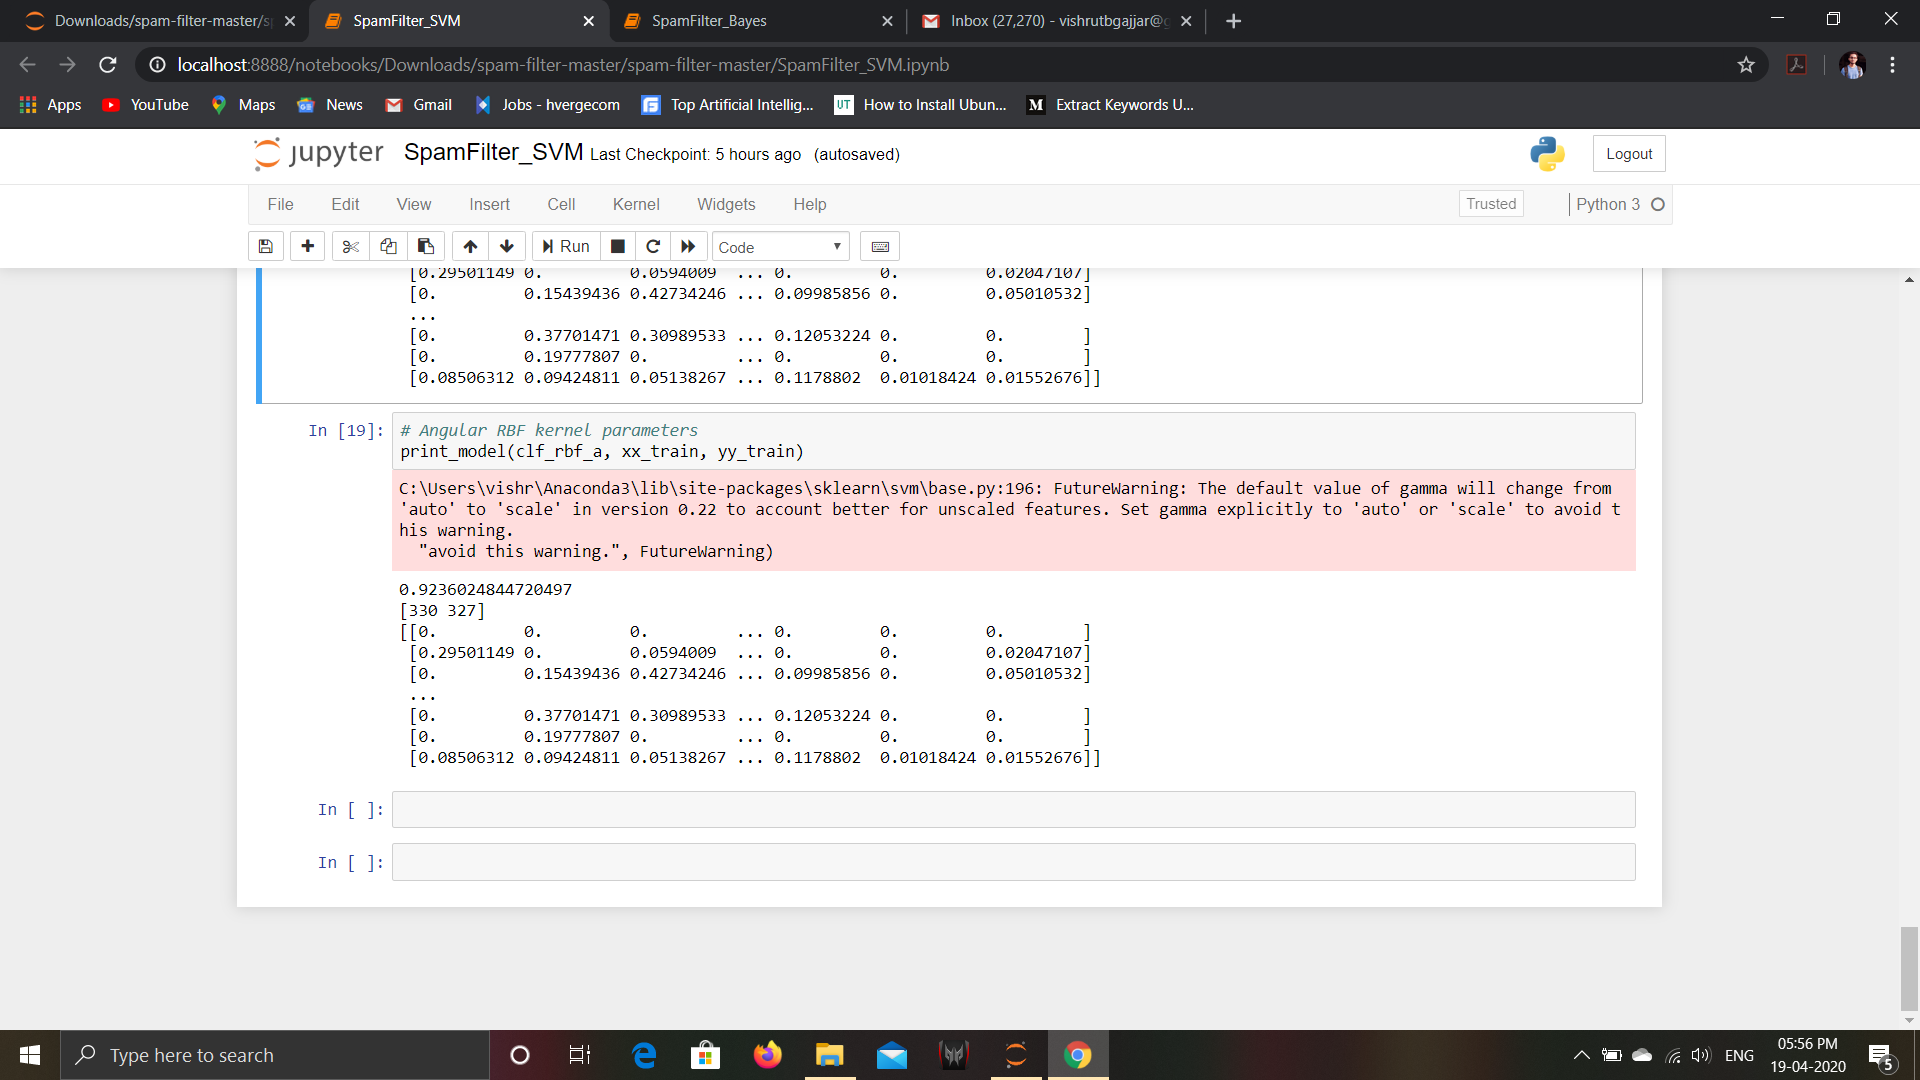 Downloads/spam-filter-master/s
SpamFilter_SVM
SpamFilter_Bayes
Inbox (27,270) - vishrutbgajjar@g
localhost:8888/notebooks/Downloads/spam-filter-master/spam-filter-master/SpamFilter_SVM.ipynb
Apps
YouTube
Maps
News
Gmail
Jobs - hvergecom
Top Artificial Intellig...
UT
How to Install Ubun...
M
Extract Keywords U...
jupyter
SpamFilter_SVM Last Checkpoint: 5 hours ago (autosaved)
Logout
File
Edit
View
Insert
Cell
Kernel
Widgets
Help
Trusted
Python 3
Run
Code
[0.29501149 0. 0.0594009 ... 0. 0. 0.02047107]
[0. 0.15439436 0.42734246 ... 0.09985856 0. 0.05010532]
...
[0. 0.37701471 0.30989533 ... 0.12053224 0. 0. ]
[0. 0.19777807 0. ... 0. 0. 0. ]
[0.08506312 0.09424811 0.05138267 ... 0.1178802 0.01018424 0.01552676]]
In [19]:
# Angular RBF kernel parameters
print_model(clf_rbf_a, xx_train, yy_train)
C:\Users\vishr\Anaconda3\lib\site-packages\sklearn\svm\base.py:196: FutureWarning: The default value of gamma will change from
'auto' to 'scale' in version 0.22 to account better for unscaled features. Set gamma explicitly to 'auto' or 'scale' to avoid t
his warning.
"avoid this warning.", FutureWarning)
0.9236024844720497
[330 327]
[[0. 0. 0. ... 0. 0. 0. ]
[0.29501149 0. 0.0594009 ... 0. 0. 0.02047107]
[0. 0.15439436 0.42734246 ... 0.09985856 0. 0.05010532]
...
[0. 0.37701471 0.30989533 ... 0.12053224 0. 0. ]
[0. 0.19777807 0. ... 0. 0. 0. ]
[0.08506312 0.09424811 0.05138267 ... 0.1178802 0.01018424 0.01552676]]
In [ ]:
In [ ]:
Type here to search
ENG
05:56 PM
19-04-2020
5